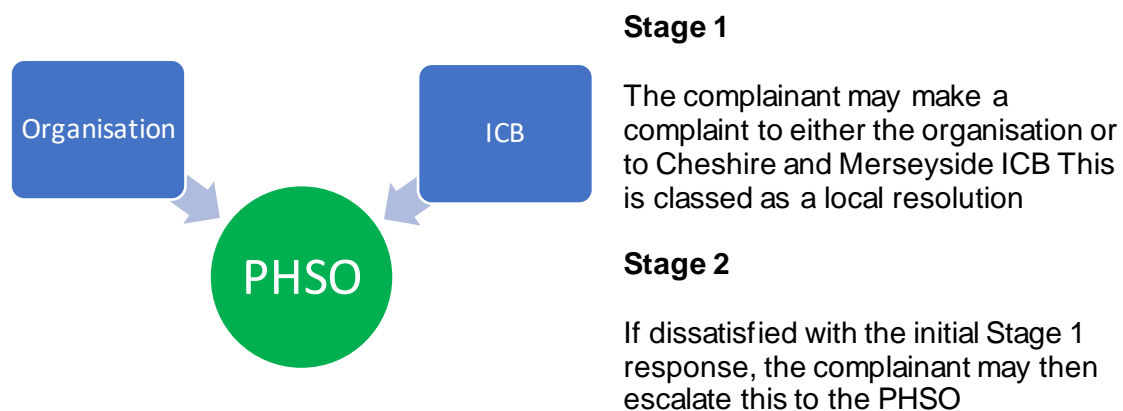 Organisation
ICB
PHSO
Stage 1
The complainant may make a
complaint to either the organisation or
to Cheshire and Merseyside ICB This
is classed as a local resolution
Stage 2
If dissatisfied with the initial Stage 1
response, the complainant may then
escalate this to the PHSO